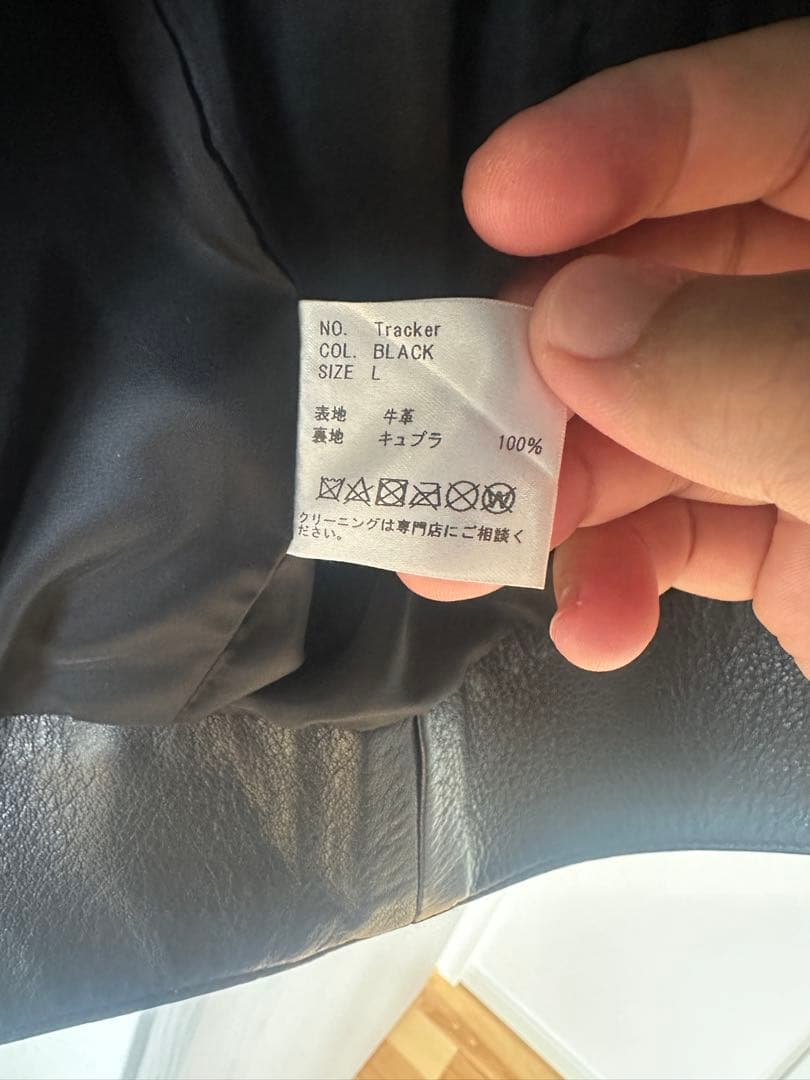 NO. Tracker
COL. BLACK
SIZE L
表地 牛革
裏地 キュプラ 100%
W
クリーニングは専門店にご相談く
ださい。